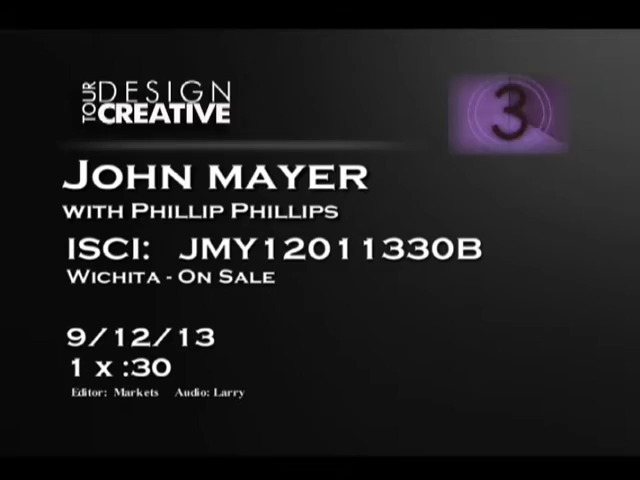 TOUR DESIGN CREATIVE
3
JOHN MAYER
WITH PHILLIP PHILLIPS
ISCI: JMY12011330B
WICHITA - ON SALE
9/12/13
1 x :30
Editor: Markets Audio: Larry